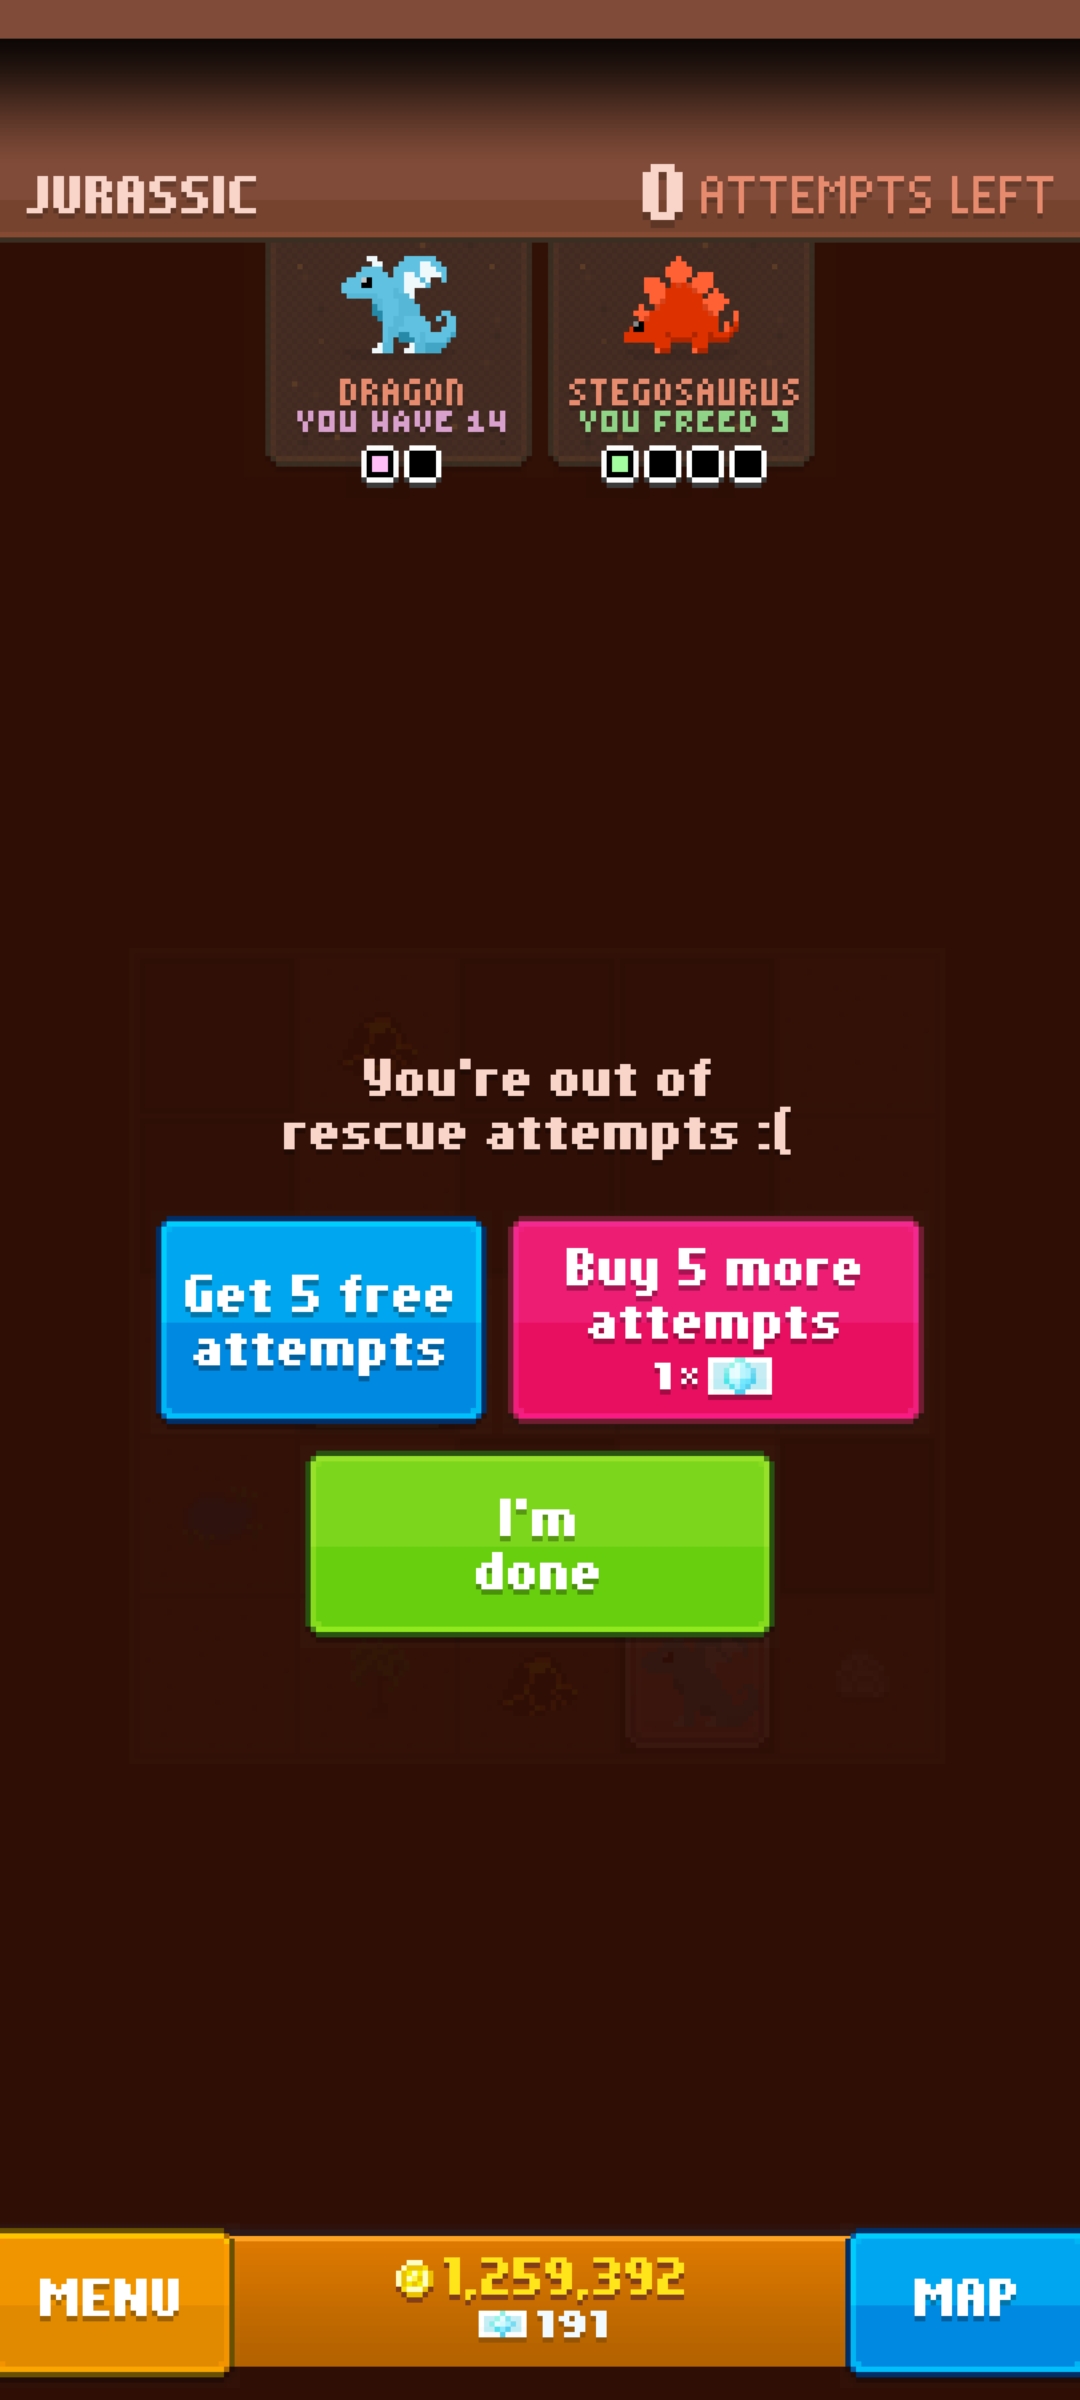 JURASSIC
0 ATTEMPTS LEFT
DRAGON
YOU HAVE 14
STEGOSAURUS
YOU FREED 3
You're out of
rescue attempts :(
Get 5 free
attempts
Buy 5 more
attempts
1×
I'm
done
MENU
1,259,392
191
MAP